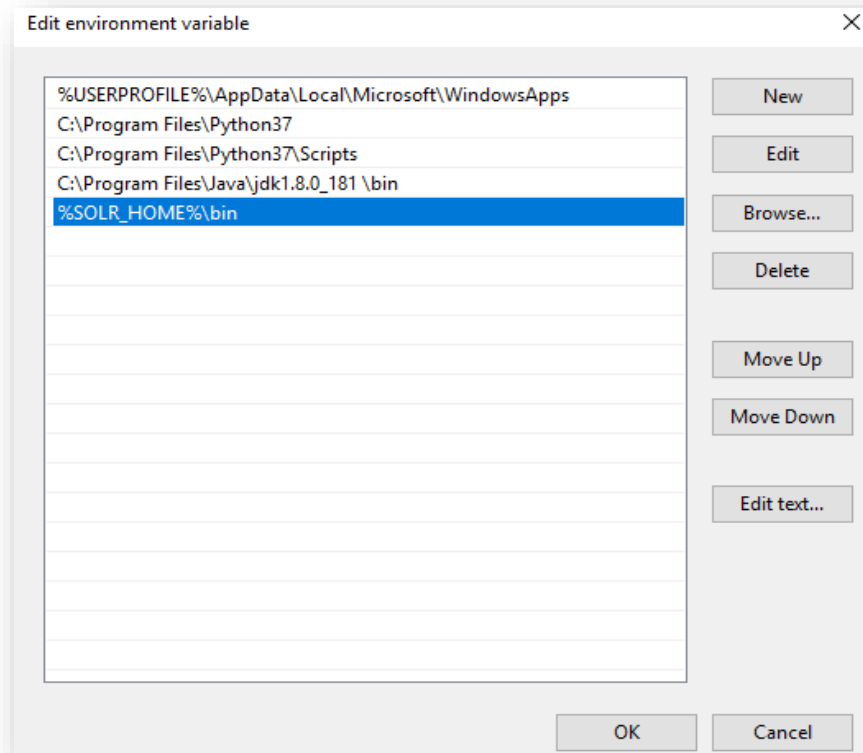 Edit environment variable
%USERPROFILE%\AppData\Local\Microsoft\WindowsApps
C:\Program Files\Python37
C:\Program Files\Python37\Scripts
C:\Program Files\Java\jdk1.8.0_181 \bin
%SOLR_HOME%\bin
New
Edit
Browse...
Delete
Move Up
Move Down
Edit text...
OK
Cancel